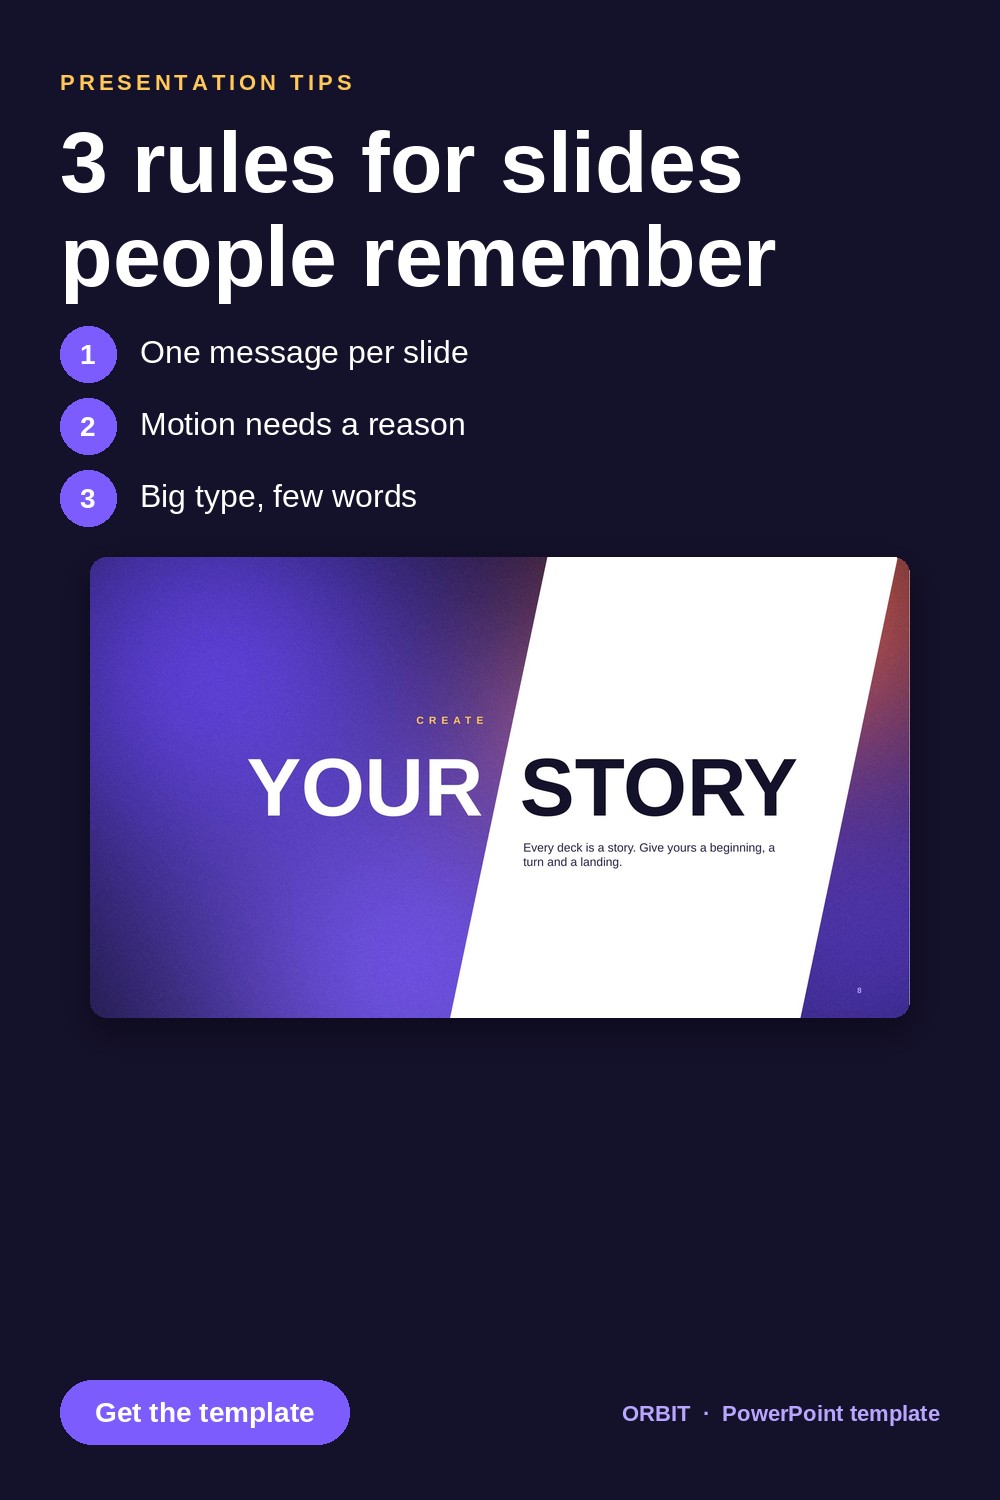 PRESENTATION TIPS
3 rules for slides
people remember
1 One message per slide
2 Motion needs a reason
3 Big type, few words
CREATE
YOUR STORY
Every deck is a story. Give yours a beginning, a
turn and a landing.
8
Get the template
ORBIT · PowerPoint template